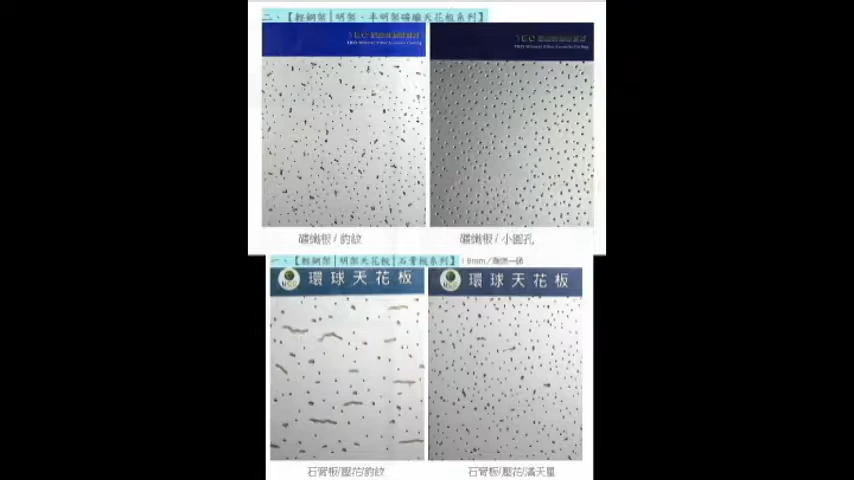 二、【輕鋼架│明架、半明架礦纖天花板系列】
礦纖板 / 豹紋
礦纖板 / 小圓孔
一、【輕鋼架│明架天花板│石膏板系列】
環球天花板
環球天花板
石膏板/壓花/豹紋
石膏板/壓花/滿天星